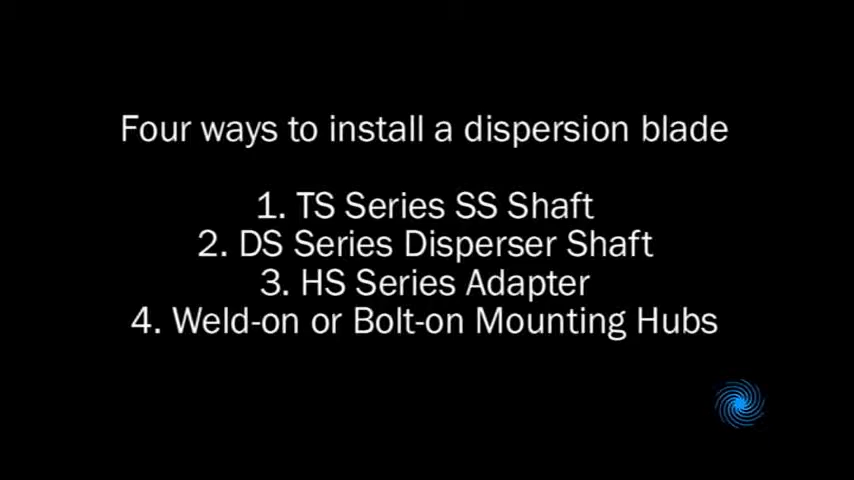 Four ways to install a dispersion blade
1. TS Series SS Shaft
2. DS Series Disperser Shaft
3. HS Series Adapter
4. Weld-on or Bolt-on Mounting Hubs